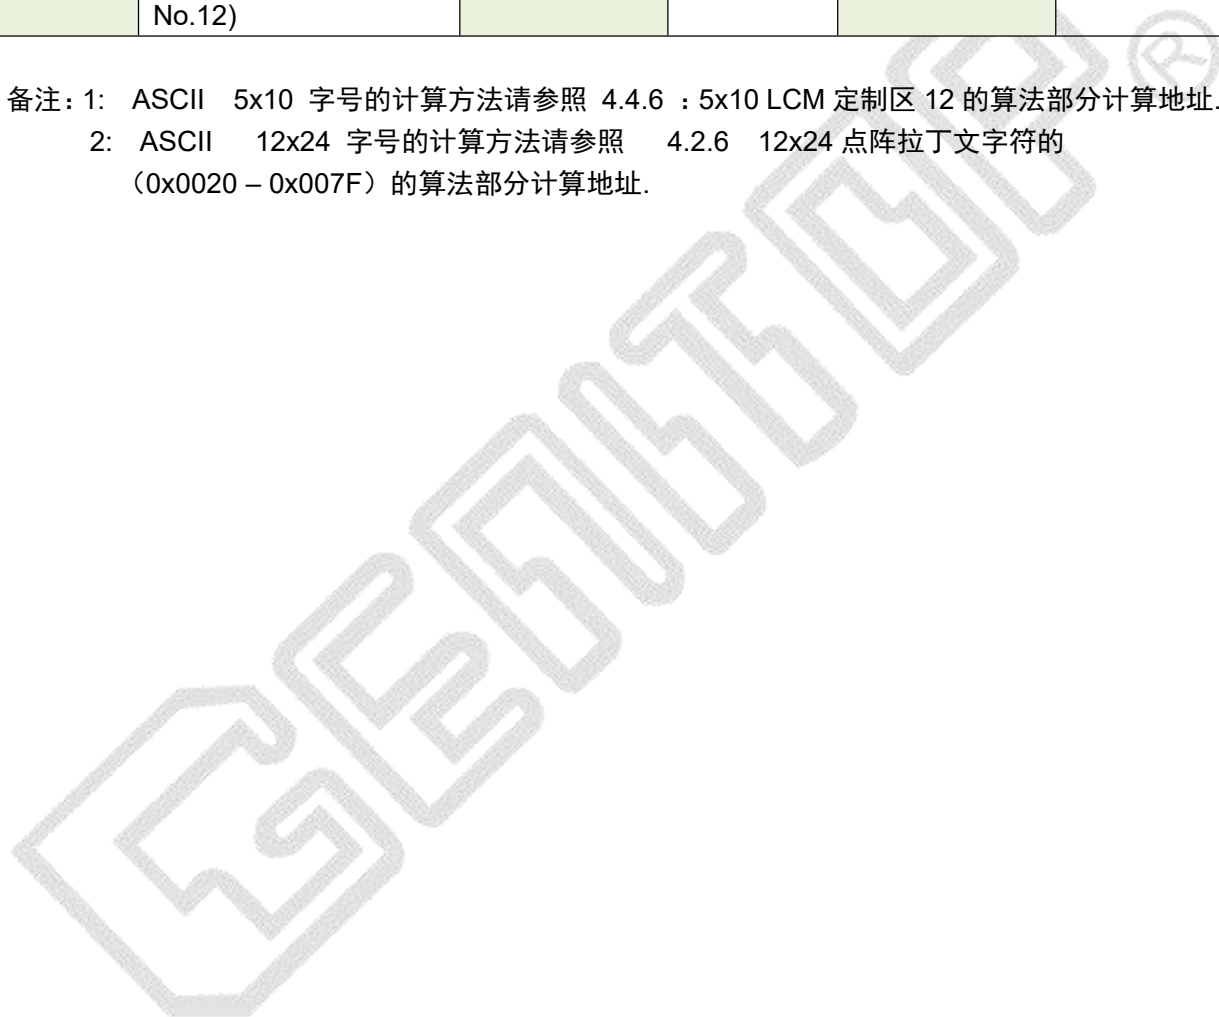 No.12)
备注：1: ASCII 5x10 字号的计算方法请参照 4.4.6 ：5x10 LCM 定制区 12 的算法部分计算地址.
2: ASCII 12x24 字号的计算方法请参照 4.2.6 12x24 点阵拉丁文字符的
（0x0020 – 0x007F）的算法部分计算地址.
GENITOP®